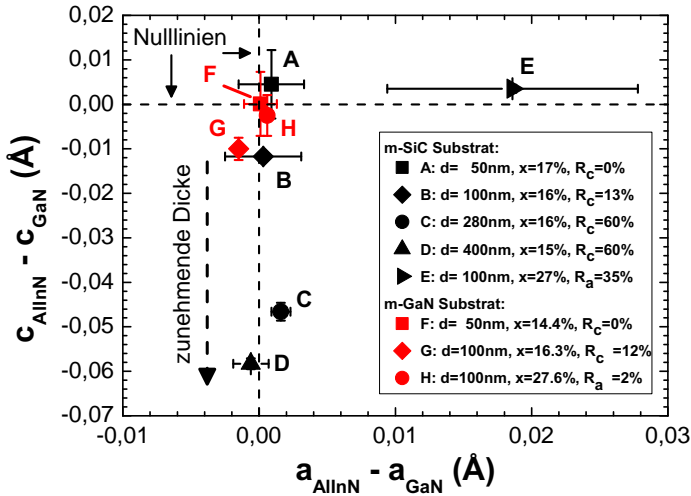 0,02
0,01
0,00
-0,01
-0,02
-0,03
-0,04
-0,05
-0,06
-0,07
c_AlInN - c_GaN (Å)
Nulllinien
A
E
F
H
G
B
C
D
zunehmende Dicke
m-SiC Substrat:
A: d= 50nm, x=17%, R_c=0%
B: d= 100nm, x=16%, R_c=13%
C: d= 280nm, x=16%, R_c=60%
D: d= 400nm, x=15%, R_c=60%
E: d= 100nm, x=27%, R_a=35%
m-GaN Substrat:
F: d= 50nm, x=14.4%, R_c=0%
G: d=100nm, x=16.3%, R_c =12%
H: d=100nm, x=27.6%, R_a =2%
-0,01 0,00 0,01 0,02 0,03
a_AlInN - a_GaN (Å)